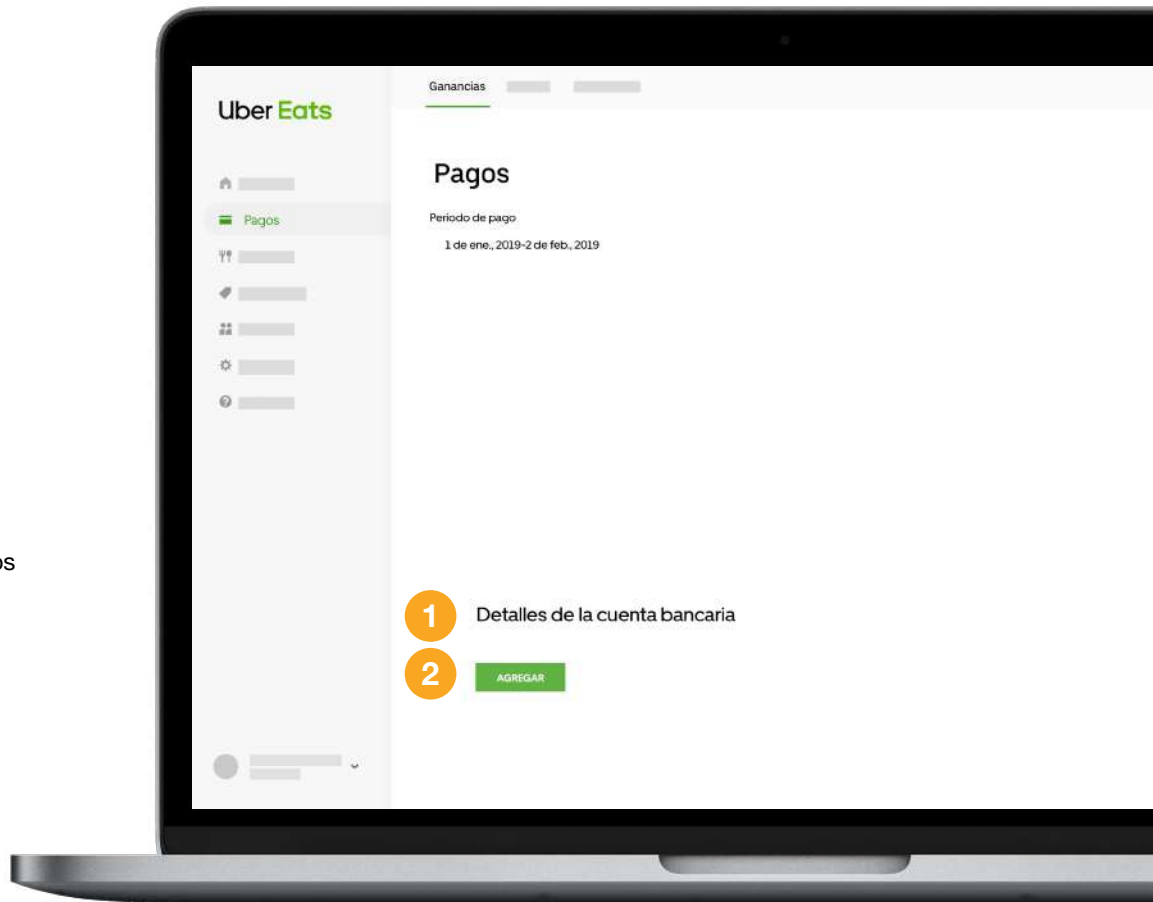 Uber Eats
Ganancias
Pagos
Pagos
Periodo de pago
1 de ene., 2019-2 de feb., 2019
os
1 Detalles de la cuenta bancaria
2 AGREGAR